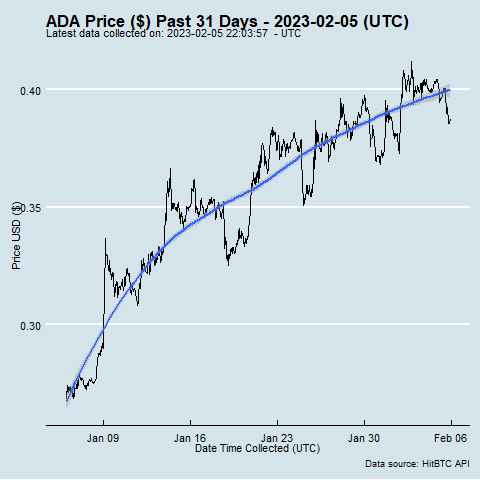 ADA Price ($) Past 31 Days - 2023-02-05 (UTC)
Latest data collected on: 2023-02-05 22:03:57 - UTC
0.40
0.35
0.30
Price USD ($)
Jan 09 Jan 16 Jan 23 Jan 30 Feb 06
Date Time Collected (UTC)
Data source: HitBTC API